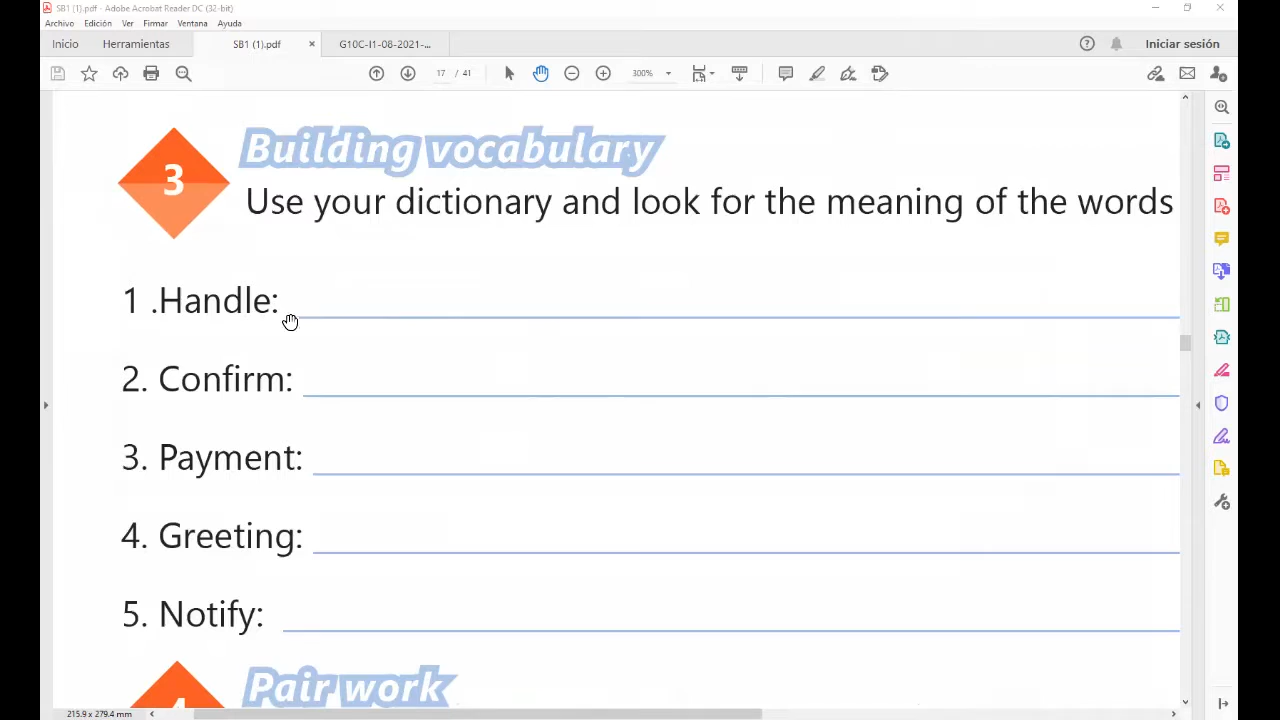 SB1 (1).pdf - Adobe Acrobat Reader DC (32-bit)
Archivo Edición Ver Firmar Ventana Ayuda
Inicio Herramientas SB1 (1).pdf × G10C-I1-08-2021-... Iniciar sesión
17 / 41 300%
3
Building vocabulary
Use your dictionary and look for the meaning of the words
1 .Handle:
2. Confirm:
3. Payment:
4. Greeting:
5. Notify:
Pair work
215.9 x 279.4 mm